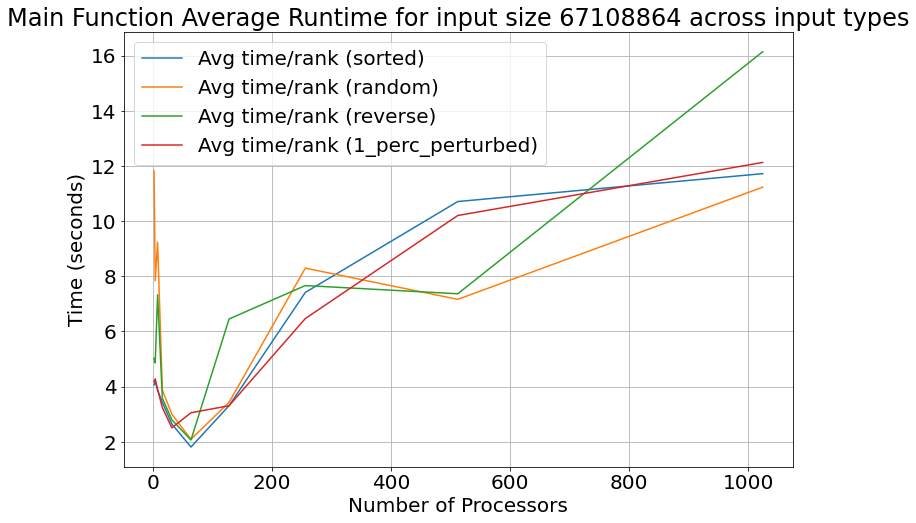 Main Function Average Runtime for input size 67108864 across input types
Avg time/rank (sorted)
Avg time/rank (random)
Avg time/rank (reverse)
Avg time/rank (1_perc_perturbed)
Time (seconds)
16
14
12
10
8
6
4
2
0 200 400 600 800 1000
Number of Processors